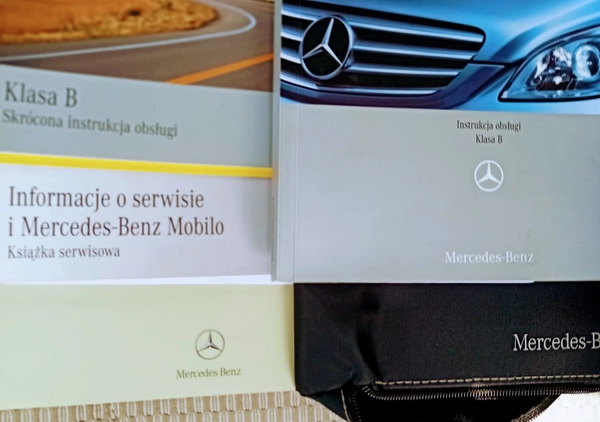 Klasa B
Skrócona instrukcja obsługi
Informacje o serwisie
i Mercedes-Benz Mobilo
Książka serwisowa
Mercedes-Benz
Instrukcja obsługi
Klasa B
Mercedes-Benz
Mercedes-B